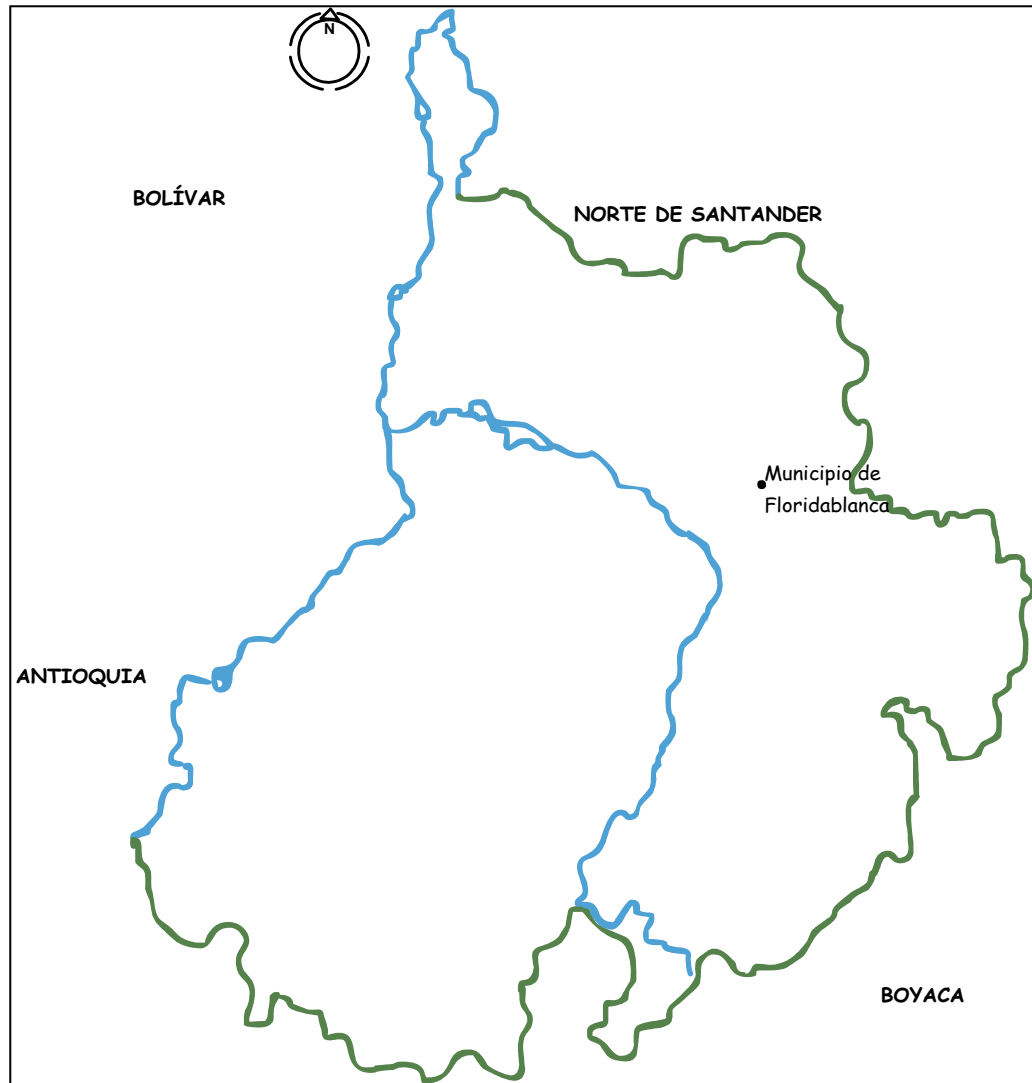 N
BOLÍVAR
NORTE DE SANTANDER
Municipio de
Floridablanca
ANTIOQUIA
BOYACA